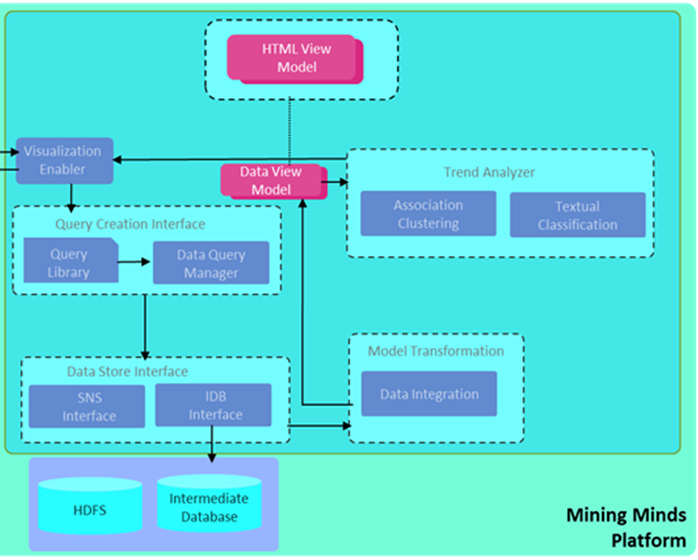 HTML View
Model
Visualization
Enabler
Data View
Model
Trend Analyzer
Association
Clustering
Textual
Classification
Query Creation Interface
Query
Library
Data Query
Manager
Model Transformation
Data Integration
Data Store Interface
SNS
Interface
IDB
Interface
HDFS
Intermediate
Database
Mining Minds
Platform